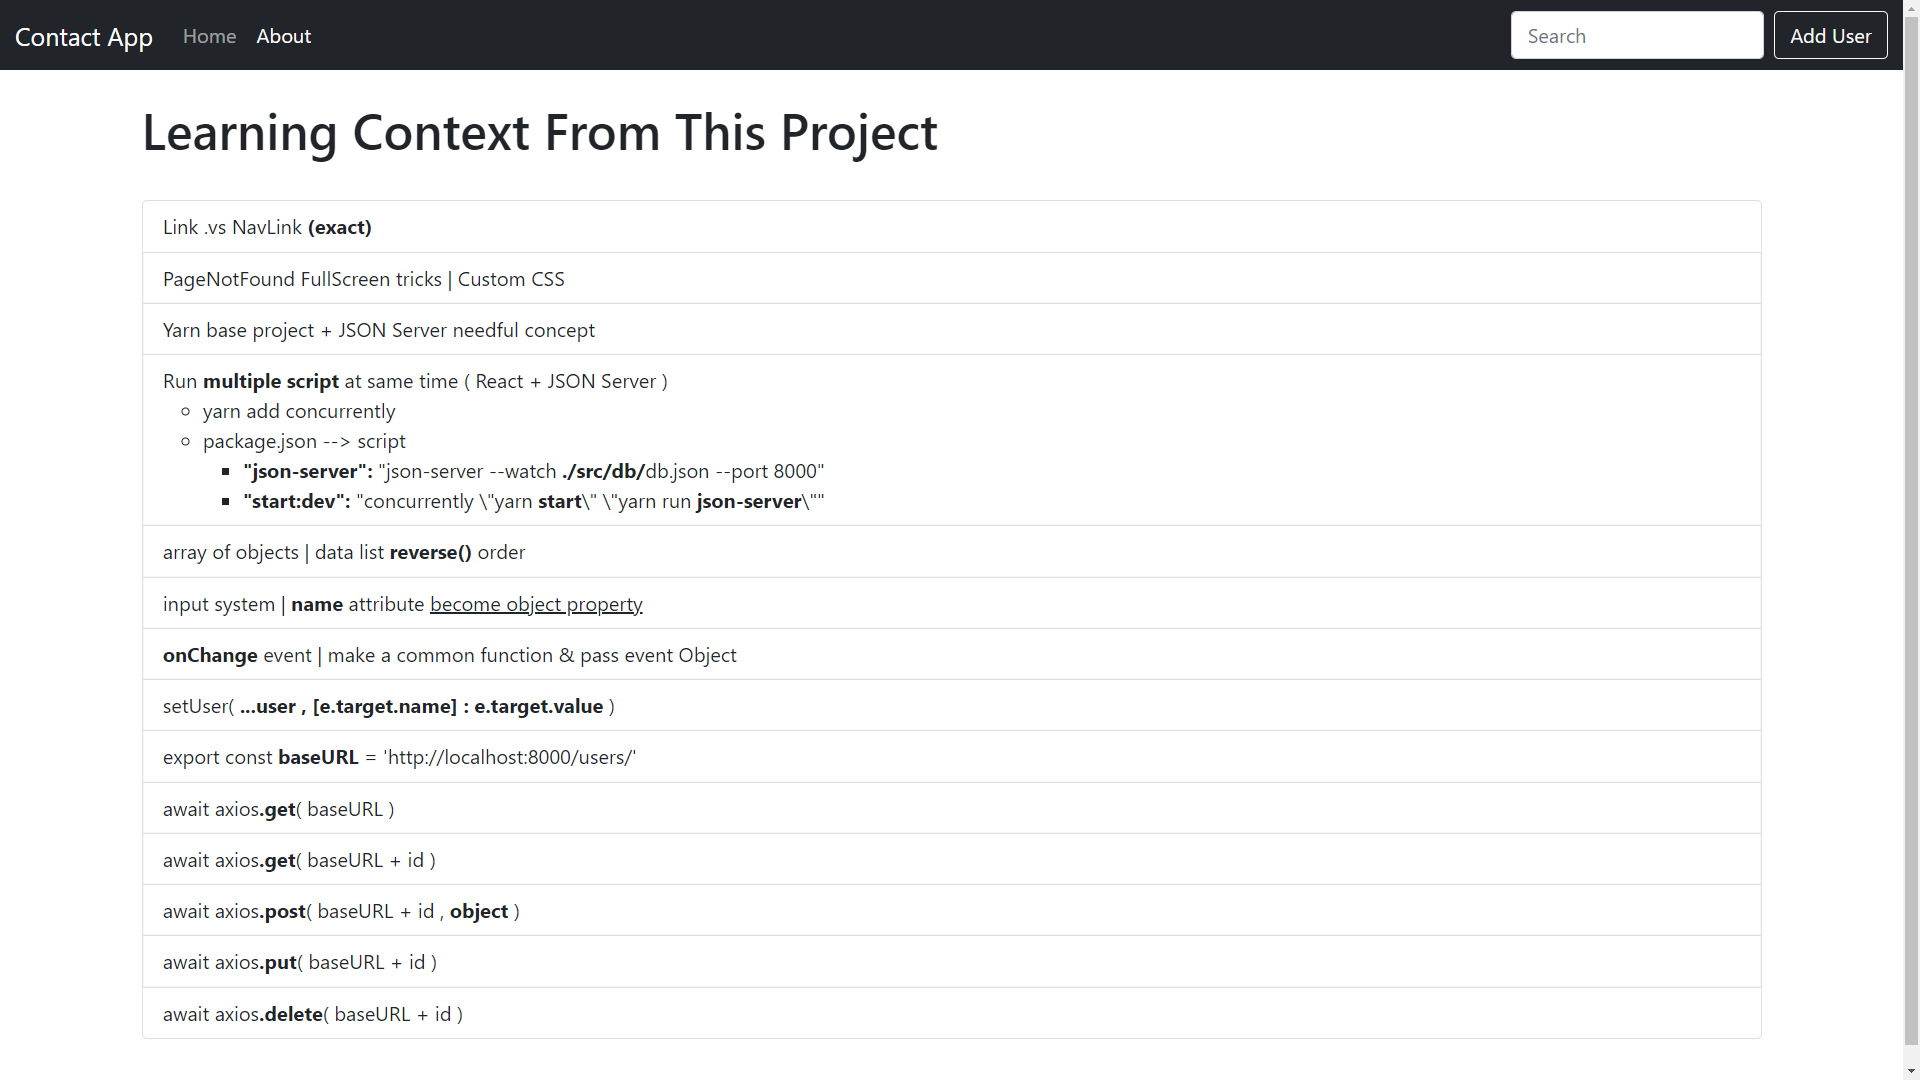 Contact App Home About Search Add User
Learning Context From This Project
Link .vs NavLink (exact)
PageNotFound FullScreen tricks | Custom CSS
Yarn base project + JSON Server needful concept
Run multiple script at same time ( React + JSON Server )
yarn add concurrently
package.json --> script
"json-server": "json-server --watch ./src/db/db.json --port 8000"
"start:dev": "concurrently \"yarn start\" \"yarn run json-server\""
array of objects | data list reverse() order
input system | name attribute become object property
onChange event | make a common function & pass event Object
setUser( ...user , [e.target.name] : e.target.value )
export const baseURL = 'http://localhost:8000/users/'
await axios.get( baseURL )
await axios.get( baseURL + id )
await axios.post( baseURL + id , object )
await axios.put( baseURL + id )
await axios.delete( baseURL + id )